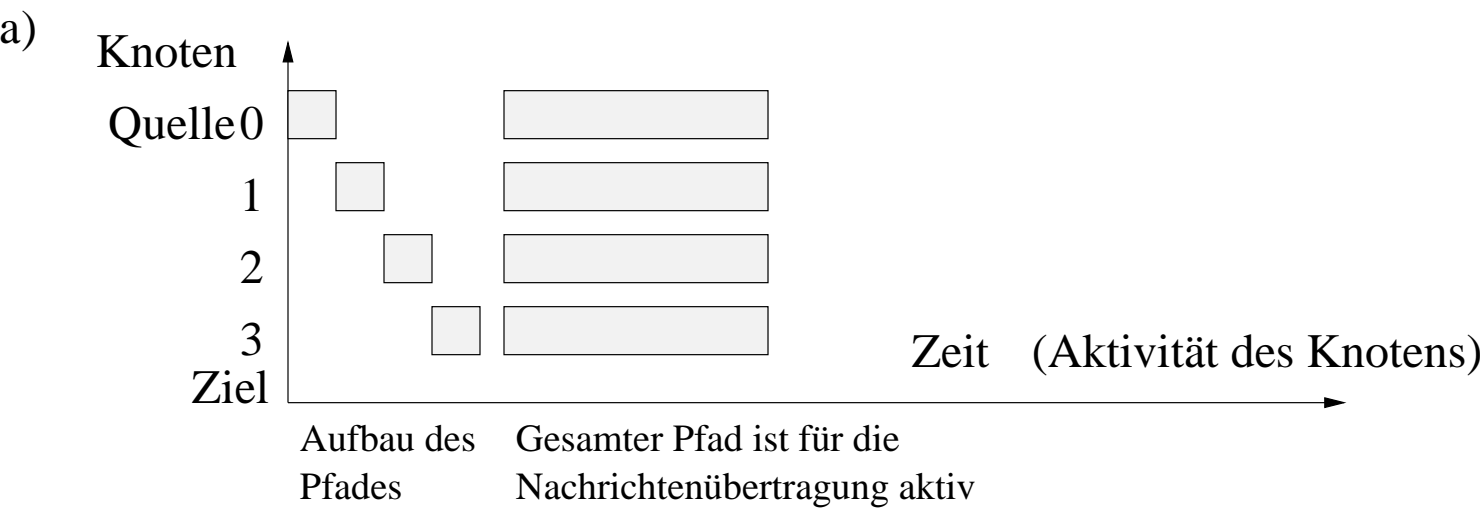 a)
Knoten
Quelle 0
1
2
3
Ziel
Zeit (Aktivität des Knotens)
Aufbau des
Pfades
Gesamter Pfad ist für die
Nachrichtenübertragung aktiv